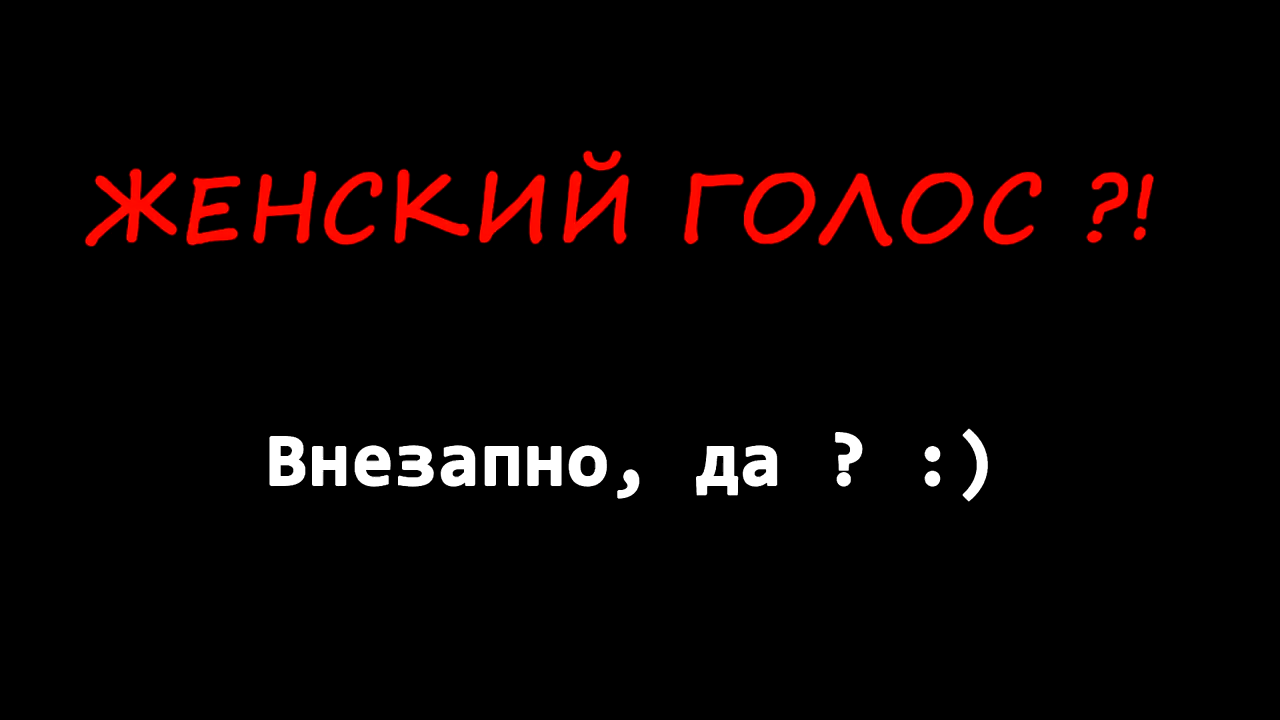 ЖЕНСКИЙ ГОЛОС ?!
Внезапно, да ? :)